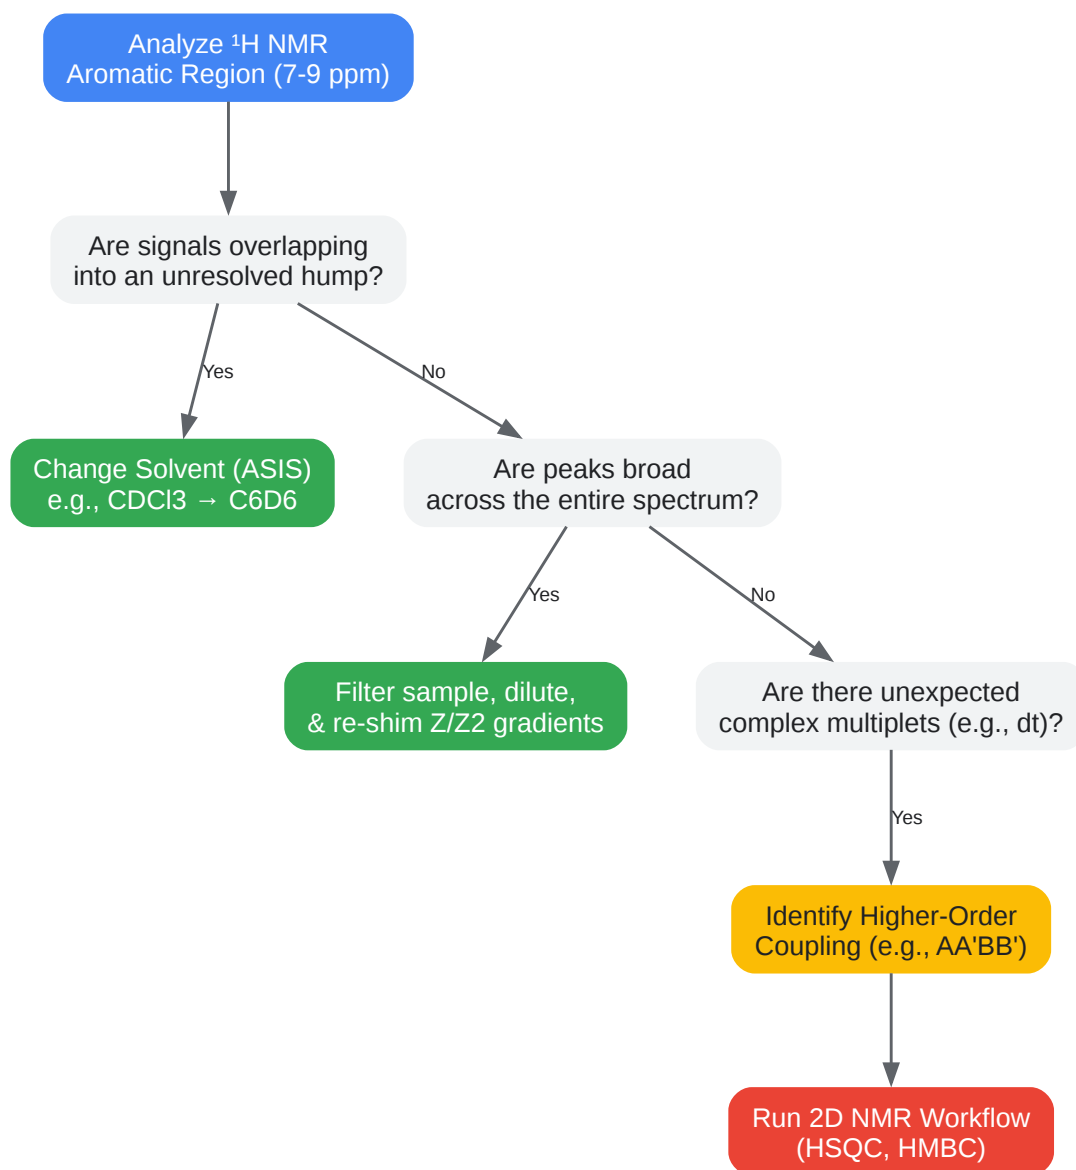 Analyze ¹H NMR
Aromatic Region (7-9 ppm)
Are signals overlapping
into an unresolved hump?
Yes
No
Change Solvent (ASIS)
e.g., CDCl3 → C6D6
Are peaks broad
across the entire spectrum?
Yes
No
Filter sample, dilute,
& re-shim Z/Z2 gradients
Are there unexpected
complex multiplets (e.g., dt)?
Yes
Identify Higher-Order
Coupling (e.g., AA'BB')
Run 2D NMR Workflow
(HSQC, HMBC)